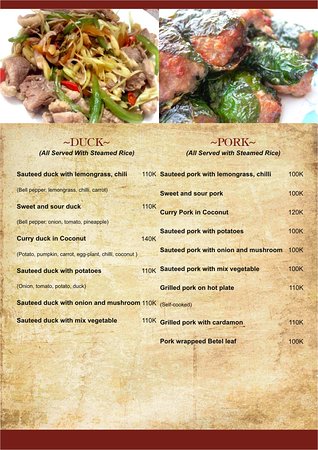 ~DUCK~
(All Served With Steamed Rice)
Sauteed duck with lemongrass, chili 110K
(Bell pepper, lemongrass, chilli, carrot)
Sweet and sour duck 110K
(Bell pepper, onion, tomato, pineapple)
Curry duck in Coconut 140K
(Potato, pumpkin, carrot, egg-plant, chilli, coconut )
Sauteed duck with potatoes 110K
(Onion, tomato, potato, duck)
Sauteed duck with onion and mushroom 110K
Sauteed duck with mix vegetable 110K
~PORK~
(All Served with Steamed Rice)
Sauteed pork with lemongrass, chilli 100K
Sweet and sour pork 100K
Curry Pork in Coconut 120K
Sauteed pork with potatoes 100K
Sauteed pork with onion and mushroom 100K
Sauteed pork with mix vegetable 100K
Grilled pork on hot plate 110K
(Self-cooked)
Grilled pork with cardamon 110K
Pork wrappeed Betel leaf 100K